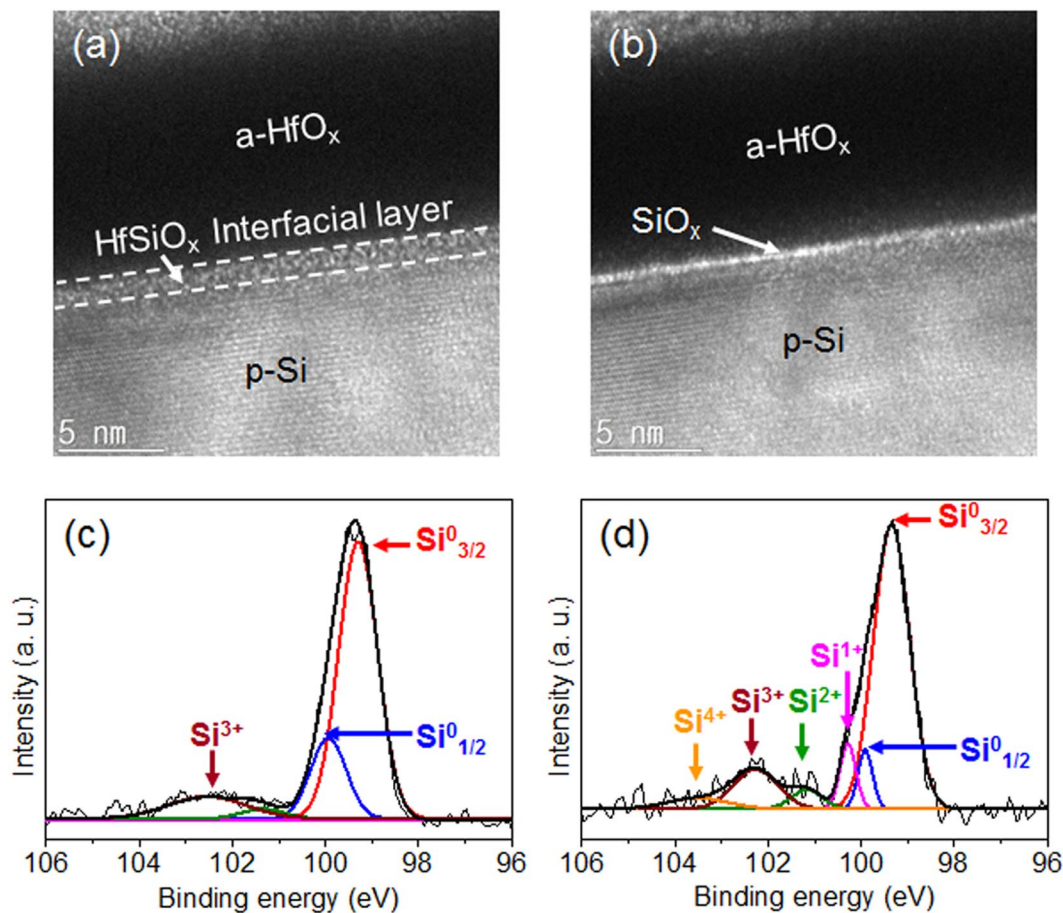 (a)
a-HfOₓ
HfSiOₓ Interfacial layer
p-Si
5 nm
(b)
a-HfOₓ
SiOₓ
p-Si
5 nm
(c)
Si⁰₃/₂
Si⁰₁/₂
Si³⁺
Intensity (a. u.)
106 104 102 100 98 96
Binding energy (eV)
(d)
Si⁰₃/₂
Si¹⁺
Si²⁺
Si³⁺
Si⁴⁺
Si⁰₁/₂
Intensity (a. u.)
106 104 102 100 98 96
Binding energy (eV)